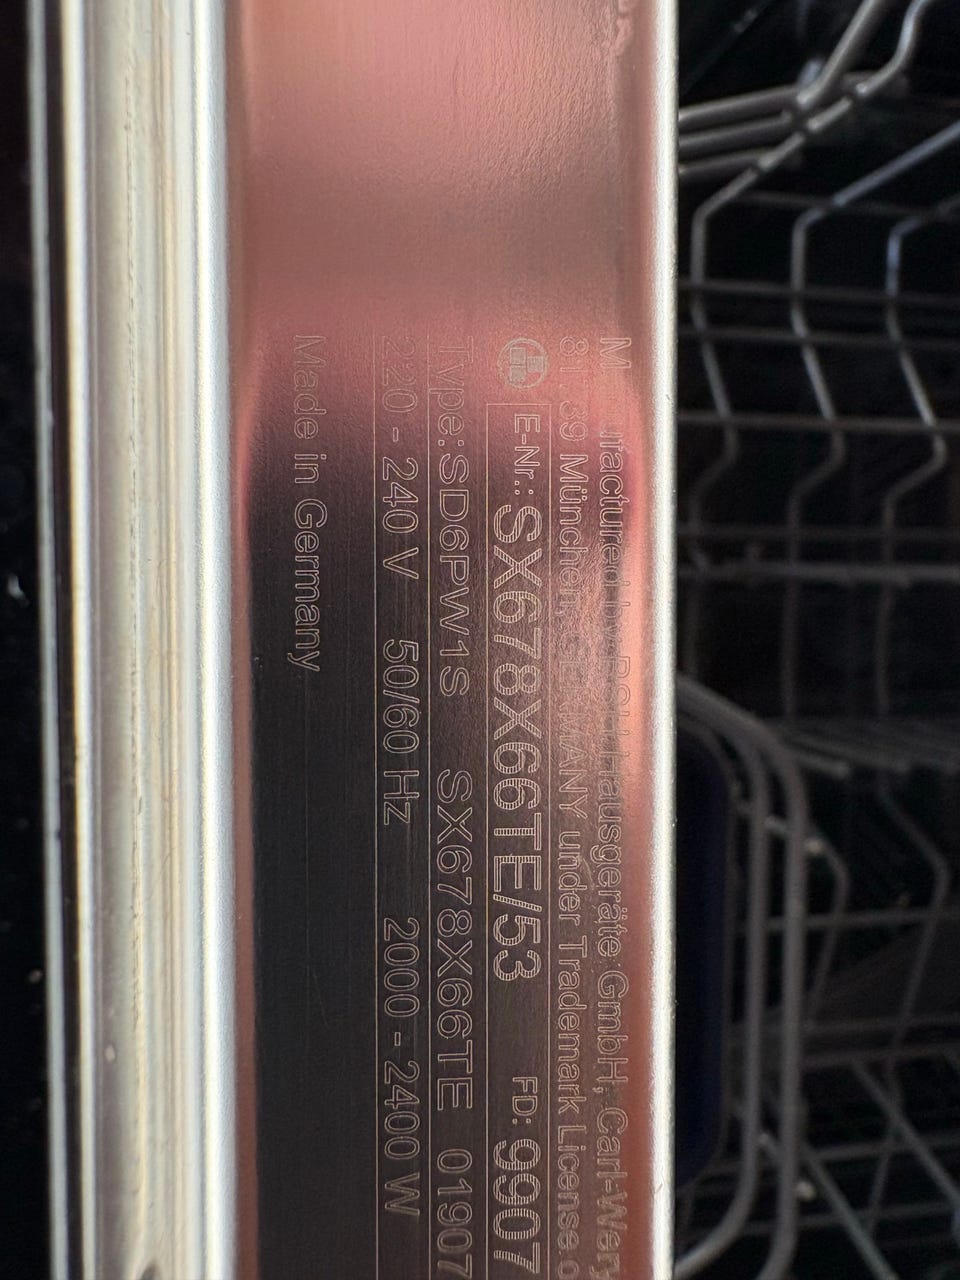 Manufactured by BSH Hausgeräte GmbH, Carl-Wery
81739 München, GERMANY under Trademark License o
E-Nr.: SX678X66TE/53 FD: 9907
Type: SD6PW1S SX678X66TE 01907
220 - 240 V 50/60 Hz 2000 - 2400 W
Made in Germany